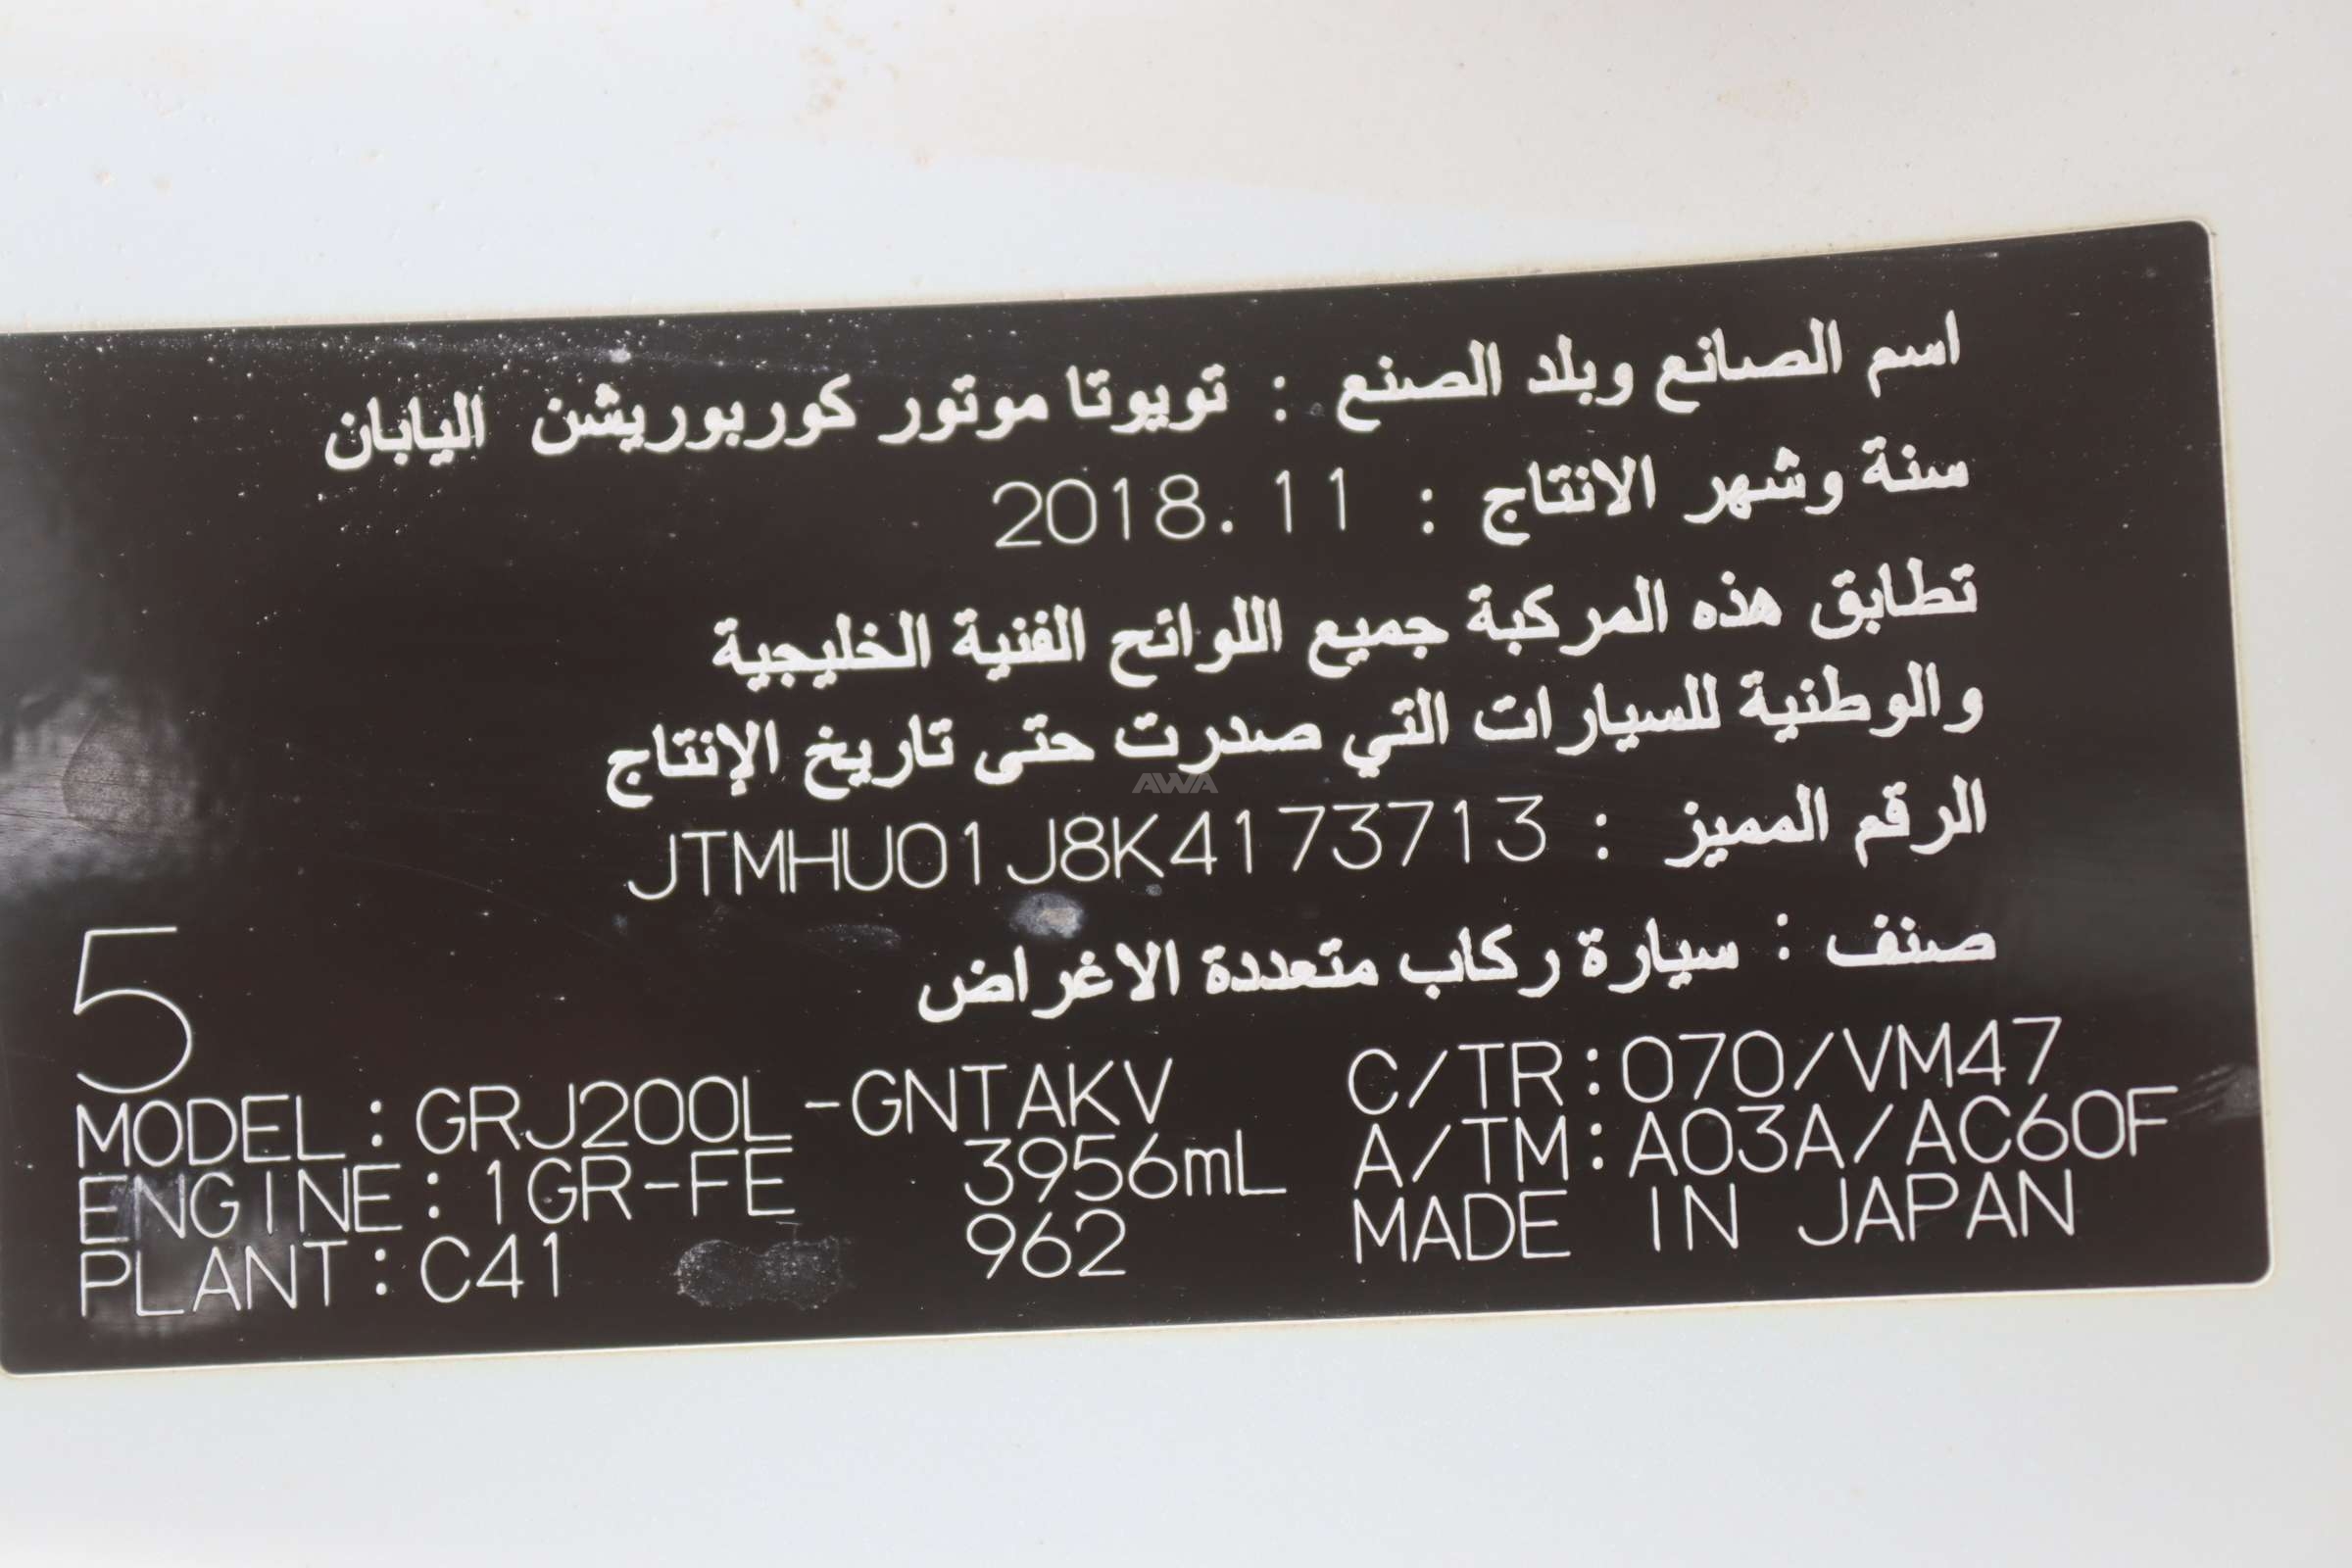 اسم الصانع وبلد الصنع : تويوتا موتور كوربوريشن اليابان
سنة وشهر الانتاج : 2018.11
تطابق هذه المركبة جميع اللوائح الفنية الخليجية
والوطنية للسيارات التي صدرت حتى تاريخ الإنتاج
AWA
الرقم المميز : JTMHU01J8K4173713
صنف : سيارة ركاب متعددة الاغراض
5
MODEL:GRJ200L-GNTAKV C/TR:070/VM47
ENGINE:1GR-FE 3956mL A/TM:A03A/AC60F
PLANT:C41 962 MADE IN JAPAN